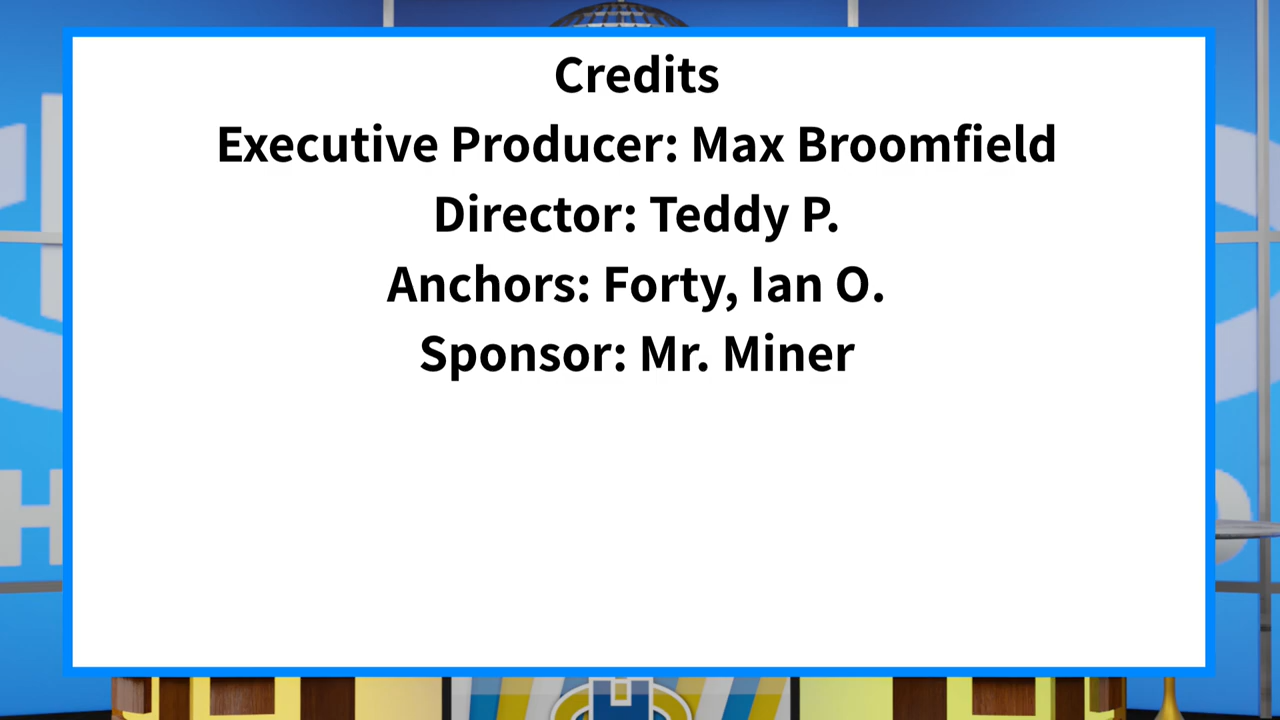 Credits
Executive Producer: Max Broomfield
Director: Teddy P.
Anchors: Forty, Ian O.
Sponsor: Mr. Miner